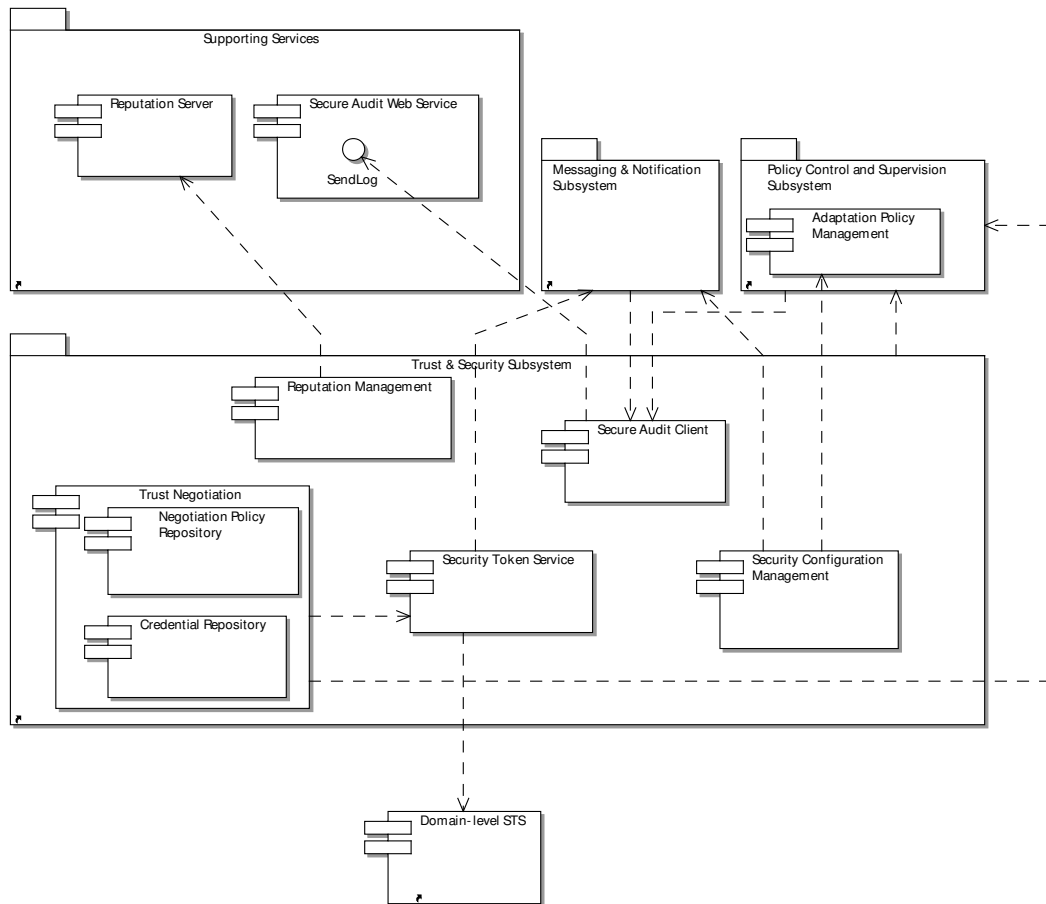 Supporting Services
Reputation Server
Secure Audit Web Service
SendLog
Messaging & Notification
Subsystem
Policy Control and Supervision
Subsystem
Adaptation Policy
Management
Trust & Security Subsystem
Reputation Management
Secure Audit Client
Trust Negotiation
Negotiation Policy
Repository
Credential Repository
Security Token Service
Security Configuration
Management
Domain-level STS